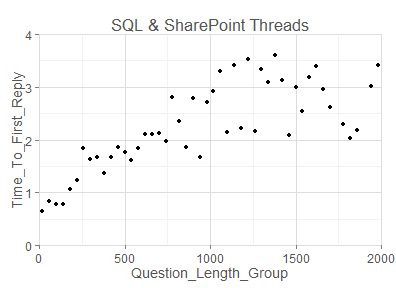 SQL & SharePoint Threads
Time_To_First_Reply
4
3
2
1
0
0 500 1000 1500 2000
Question_Length_Group